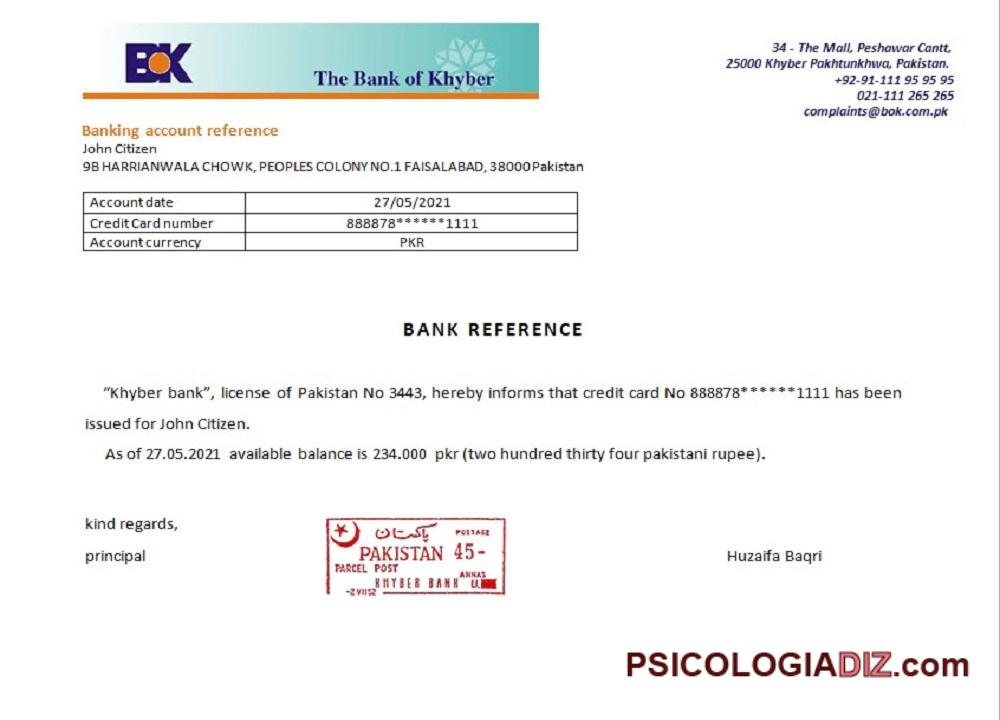 BOK
The Bank of Khyber
34 - The Mall, Peshawar Cantt,
25000 Khyber Pakhtunkhwa, Pakistan.
+92-91-111 95 95 95
021-111 265 265
complaints@bok.com.pk
Banking account reference
John Citizen
9B HARRIANWALA CHOWK, PEOPLES COLONY NO.1 FAISALABAD, 38000 Pakistan
Account date 27/05/2021
Credit Card number 888878******1111
Account currency PKR
BANK REFERENCE
“Khyber bank”, license of Pakistan No 3443, hereby informs that credit card No 888878******1111 has been
issued for John Citizen.
As of 27.05.2021 available balance is 234.000 pkr (two hundred thirty four pakistani rupee).
kind regards,
principal
پاکستان POSTAGE
PAKISTAN 45-
PARCEL POST
ANNAS
KHYBER BANK U.
-2 VII 52
Huzaifa Baqri
PSICOLOGIADIZ.com